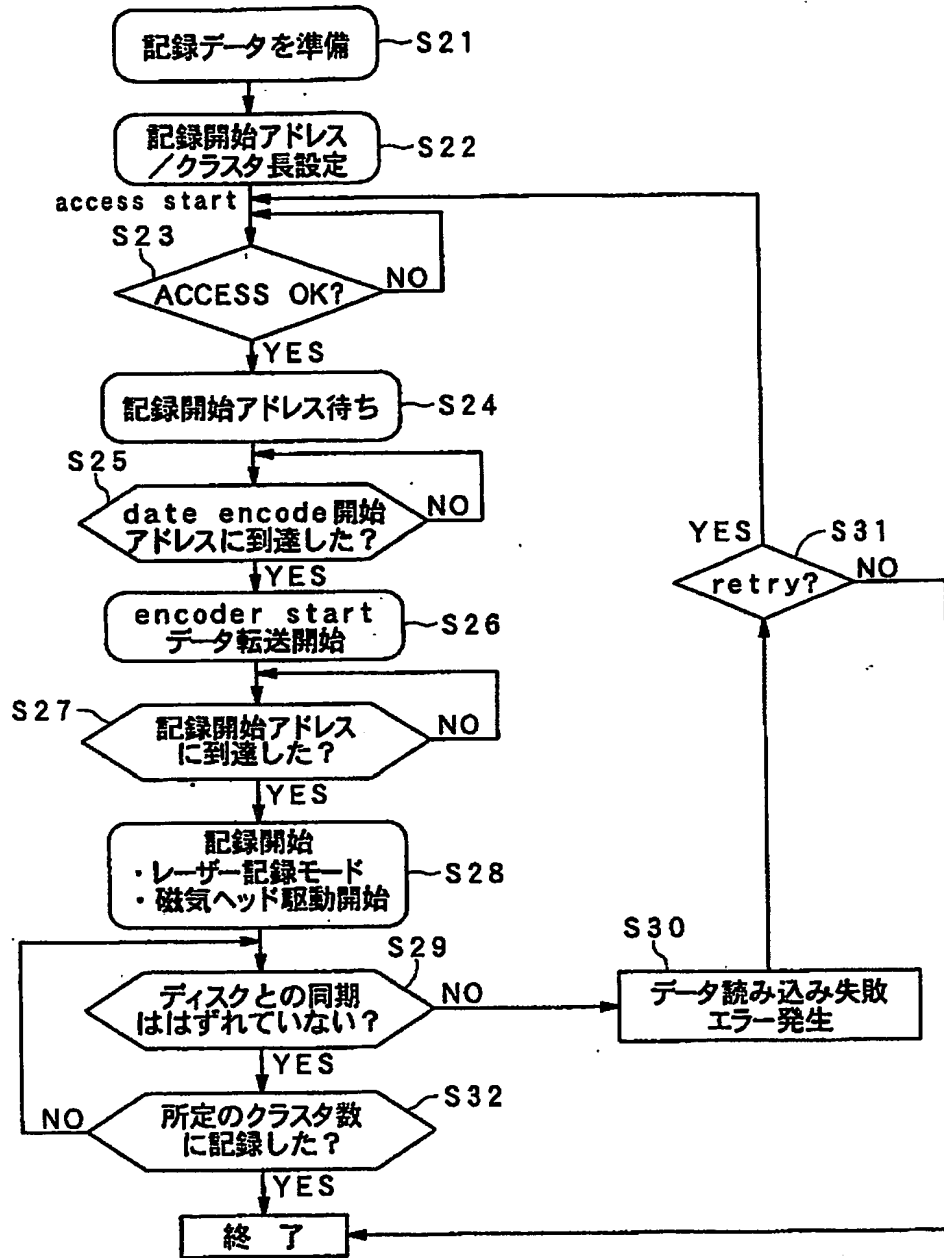 記録データを準備
S21
記録開始アドレス
/クラスタ長設定
S22
access start
S23
ACCESS OK?
NO
YES
記録開始アドレス待ち
S24
S25
date encode開始
アドレスに到達した?
NO
YES
encoder start
データ転送開始
S26
S27
記録開始アドレス
に到達した?
NO
YES
記録開始
・レーザー記録モード
・磁気ヘッド駆動開始
S28
S29
ディスクとの同期
ははずれていない?
NO
YES
S30
データ読み込み失敗
エラー発生
YES
S31
retry?
NO
所定のクラスタ数
に記録した?
S32
NO
YES
終了